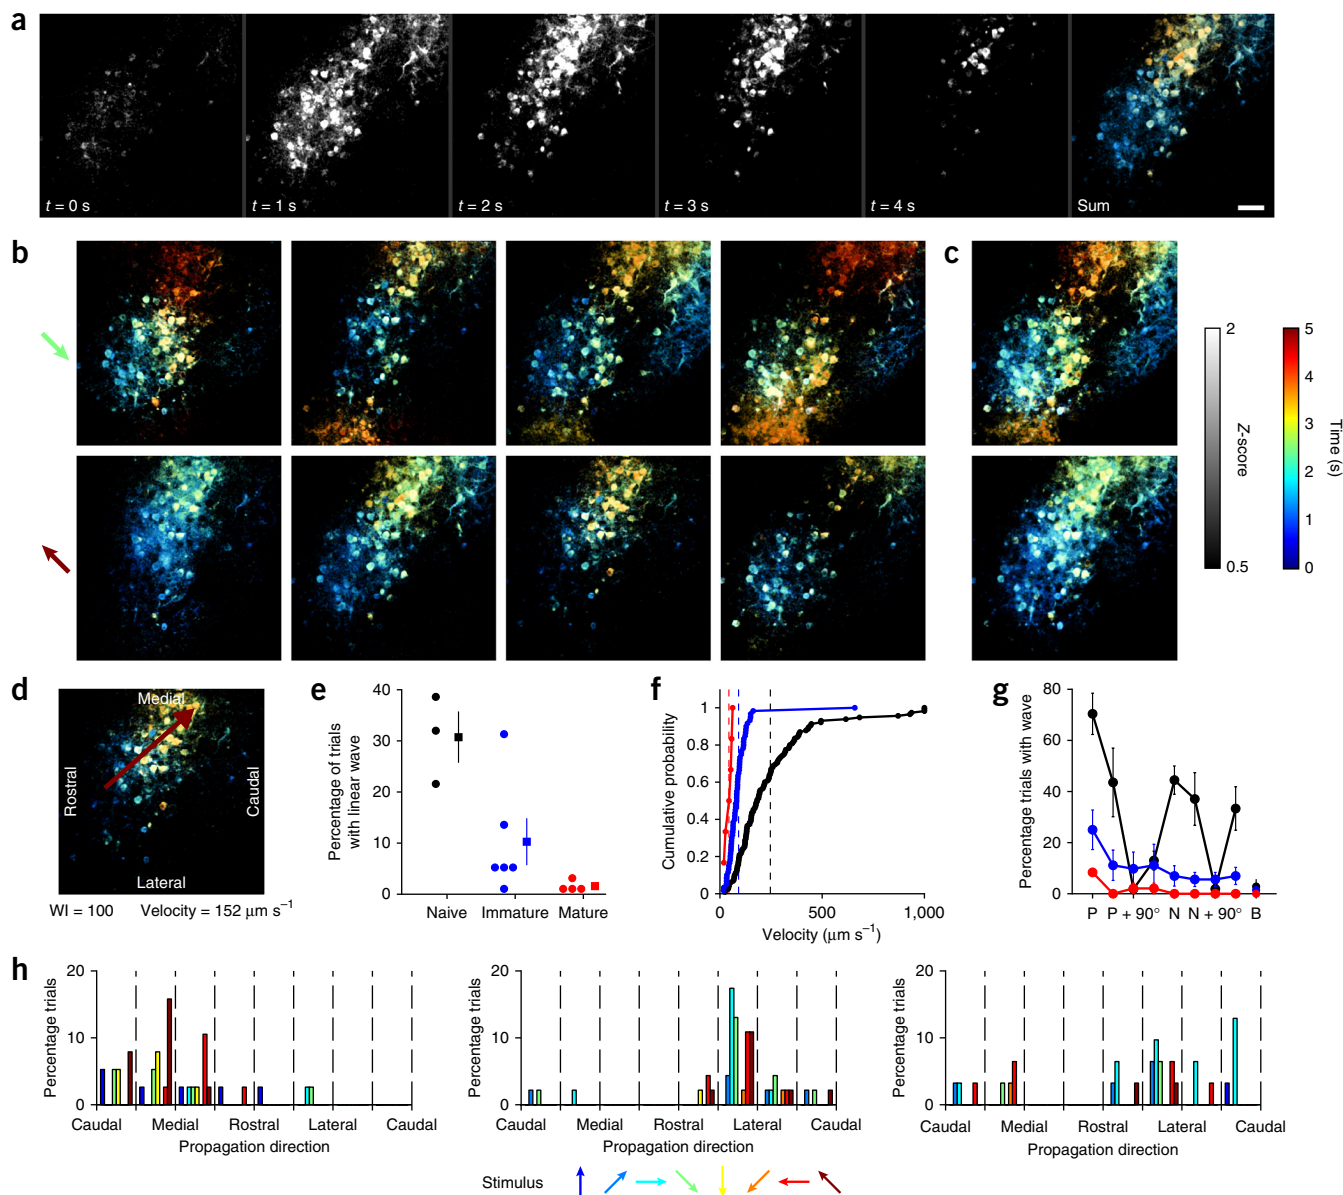 a
t = 0 s
t = 1 s
t = 2 s
t = 3 s
t = 4 s
Sum
b
c
2
0.5
Z-score
5
4
3
2
1
0
Time (s)
d
Medial
Rostral
Caudal
Lateral
WI = 100
Velocity = 152 μm s⁻¹
e
40
30
20
10
0
Percentage of trials
with linear wave
Naive
Immature
Mature
f
1
0.8
0.6
0.4
0.2
0
Cumulative probability
0
500
1,000
Velocity (μm s⁻¹)
g
80
60
40
20
0
Percentage trials with wave
P
P + 90°
N
N + 90°
B
h
20
10
0
Percentage trials
Caudal
Medial
Rostral
Lateral
Caudal
Propagation direction
20
10
0
Percentage trials
Caudal
Medial
Rostral
Lateral
Caudal
Propagation direction
20
10
0
Percentage trials
Caudal
Medial
Rostral
Lateral
Caudal
Propagation direction
Stimulus